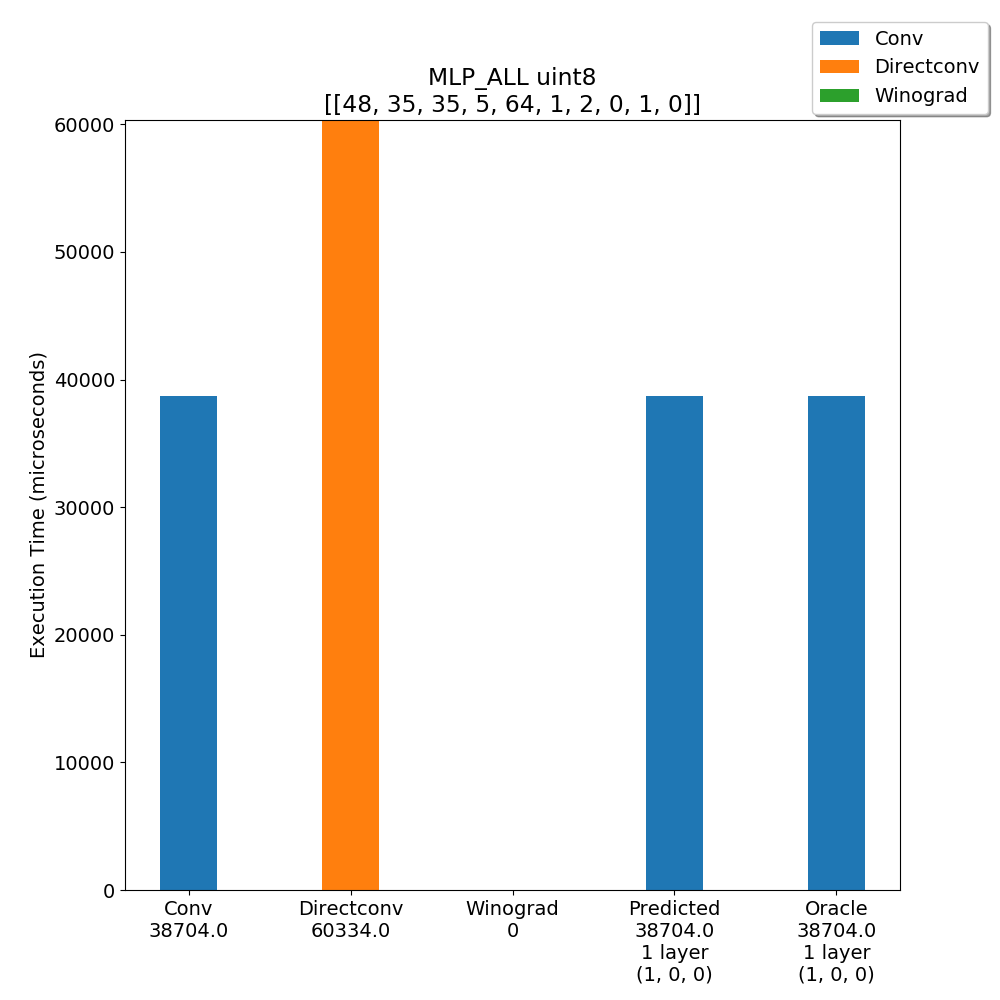 Conv
Directconv
Winograd
MLP_ALL uint8
[[48, 35, 35, 5, 64, 1, 2, 0, 1, 0]]
Execution Time (microseconds)
60000
50000
40000
30000
20000
10000
0
Conv
38704.0
Directconv
60334.0
Winograd
0
Predicted
38704.0
1 layer
(1, 0, 0)
Oracle
38704.0
1 layer
(1, 0, 0)